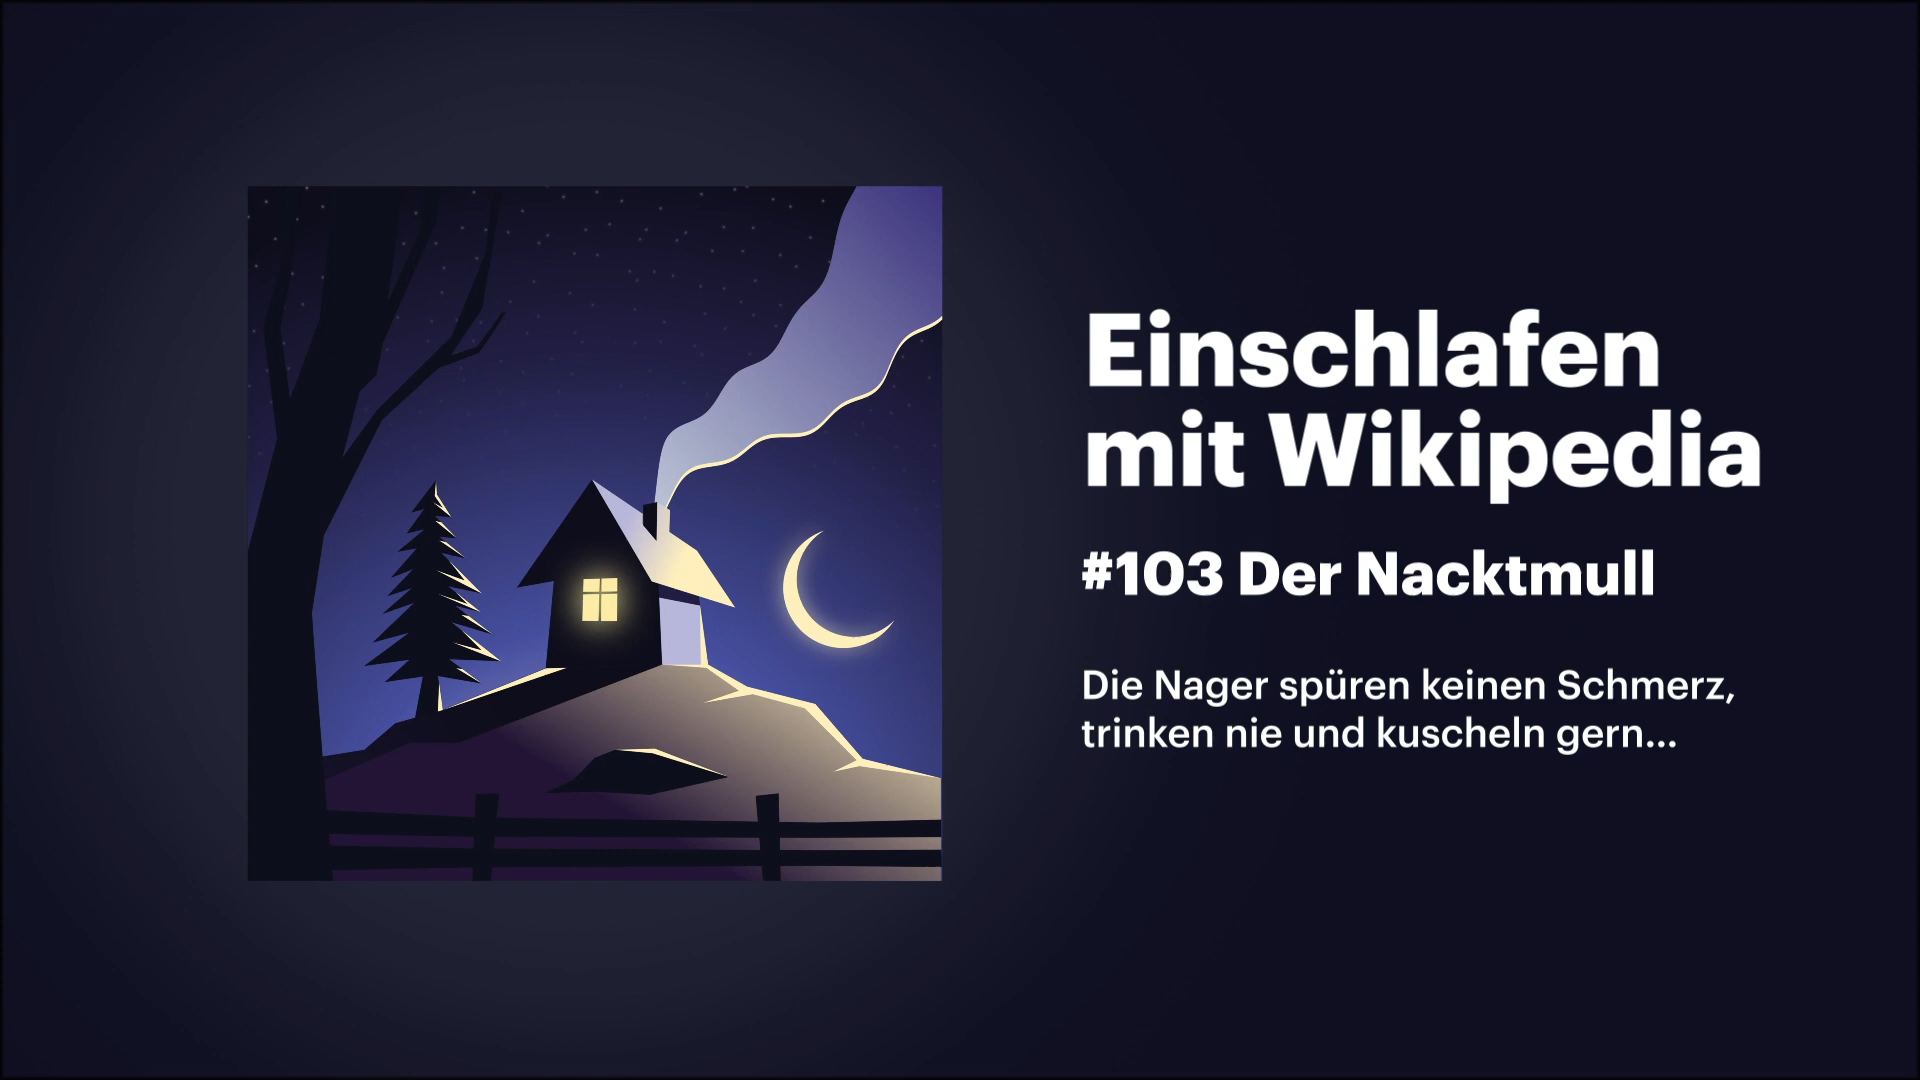 Einschlafen
mit Wikipedia
#103 Der Nacktmull
Die Nager spüren keinen Schmerz,
trinken nie und kuscheln gern...